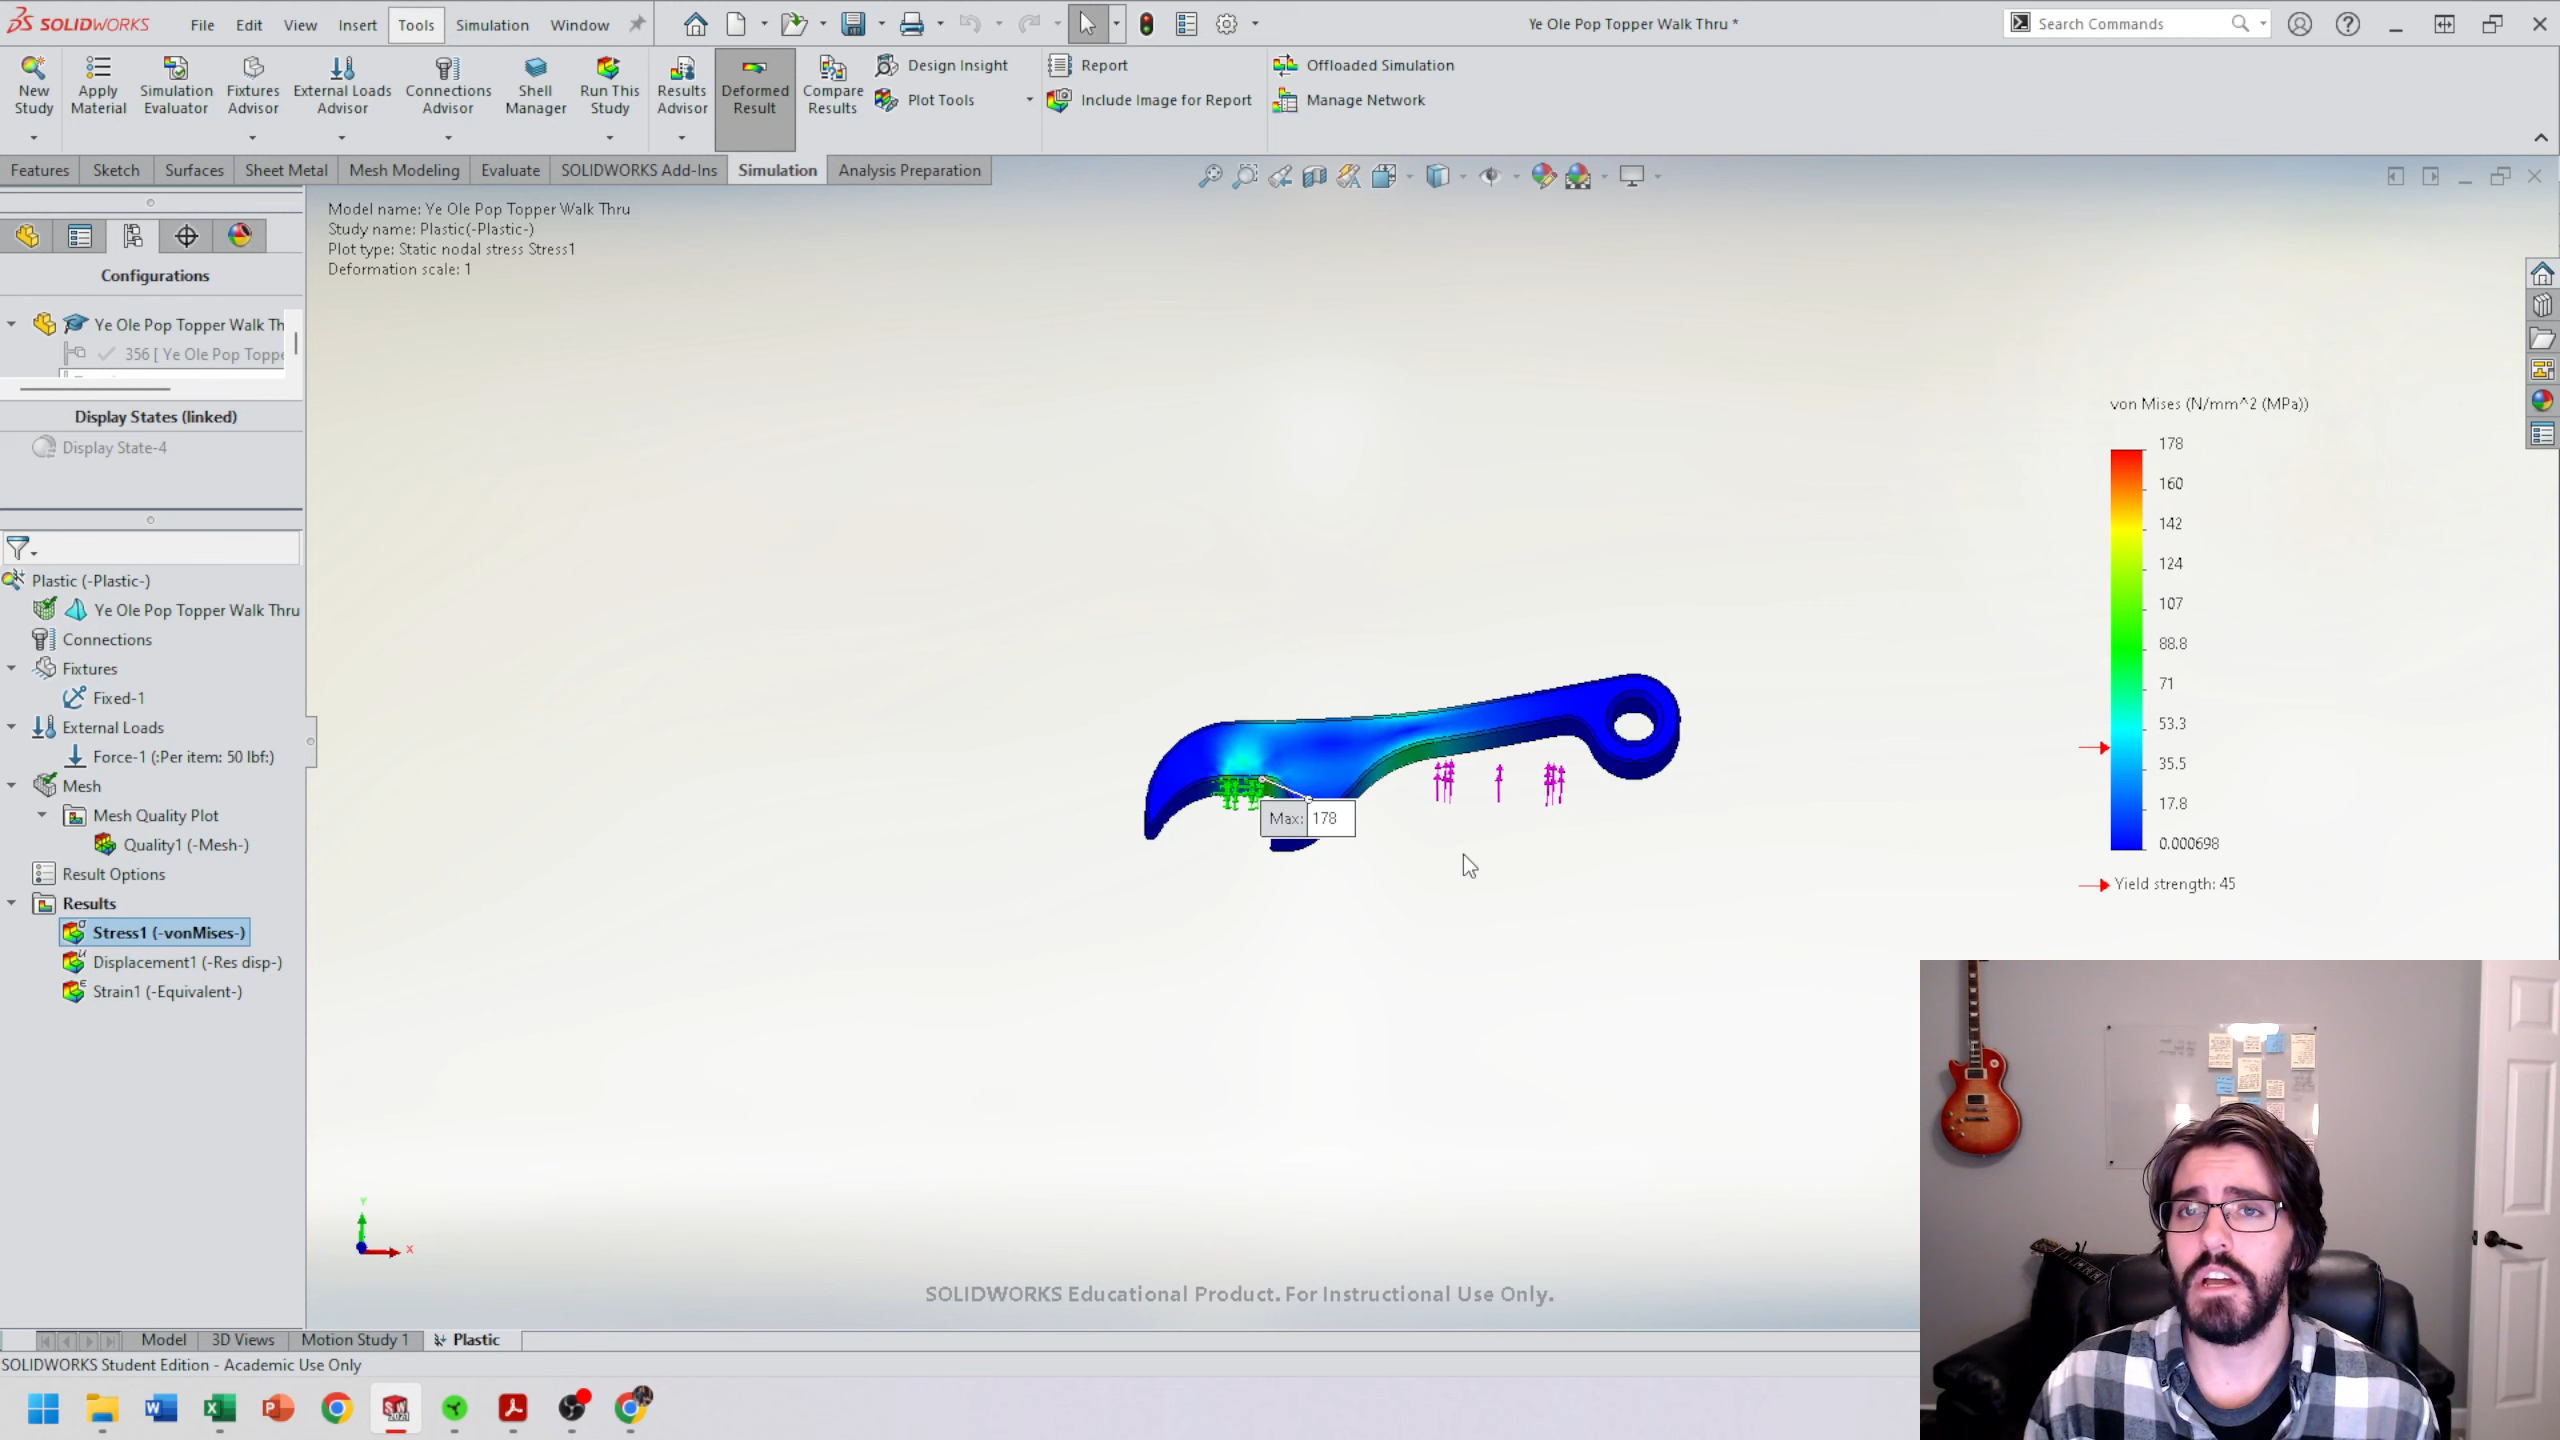 SOLIDWORKS
File Edit View Insert Tools Simulation Window
Ye Ole Pop Topper Walk Thru *
Search Commands
New Study
Apply Material
Simulation Evaluator
Fixtures Advisor
External Loads Advisor
Connections Advisor
Shell Manager
Run This Study
Results Advisor
Deformed Result
Compare Results
Design Insight
Plot Tools
Report
Include Image for Report
Offloaded Simulation
Manage Network
Features Sketch Surfaces Sheet Metal Mesh Modeling Evaluate SOLIDWORKS Add-Ins Simulation Analysis Preparation
Configurations
Ye Ole Pop Topper Walk Th
356 [ Ye Ole Pop Toppe
Display States (linked)
Display State-4
Plastic (-Plastic-)
Ye Ole Pop Topper Walk Thru
Connections
Fixtures
Fixed-1
External Loads
Force-1 (:Per item: 50 lbf:)
Mesh
Mesh Quality Plot
Quality1 (-Mesh-)
Result Options
Results
Stress1 (-vonMises-)
Displacement1 (-Res disp-)
Strain1 (-Equivalent-)
Model name: Ye Ole Pop Topper Walk Thru
Study name: Plastic(-Plastic-)
Plot type: Static nodal stress Stress1
Deformation scale: 1
Max: 178
von Mises (N/mm^2 (MPa))
178
160
142
124
107
88.8
71
53.3
35.5
17.8
0.000698
Yield strength: 45
Y
X
SOLIDWORKS Educational Product. For Instructional Use Only.
Model 3D Views Motion Study 1 Plastic
SOLIDWORKS Student Edition - Academic Use Only